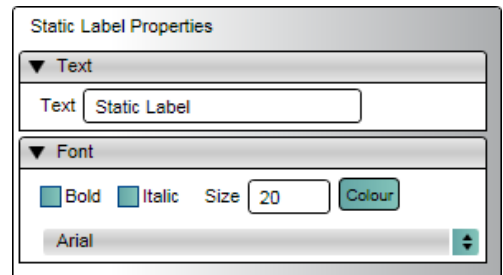 Static Label Properties
Text
Text Static Label
Font
Bold Italic Size 20 Colour
Arial